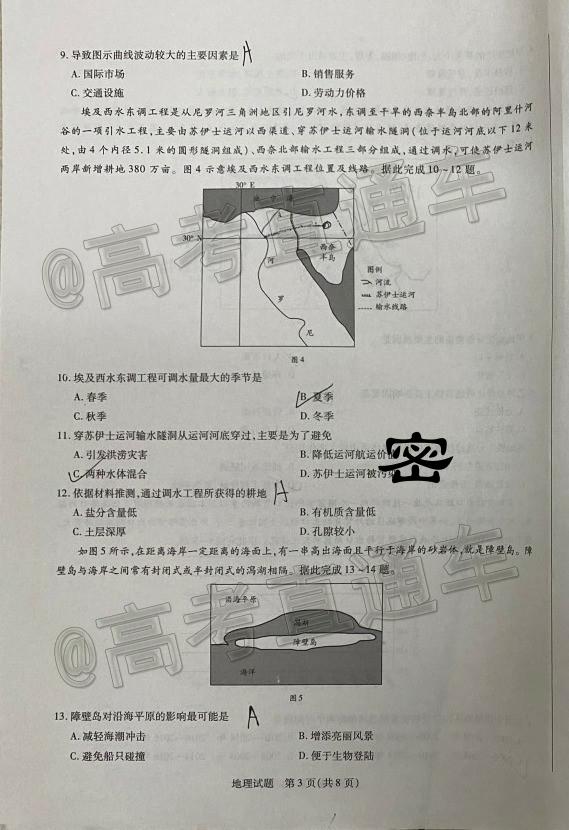 9. 导致图示曲线波动较大的主要因素是 A
A. 国际市场 B. 销售服务
C. 交通设施 D. 劳动力价格
埃及西水东调工程是从尼罗河三角洲地区引尼罗河水,东调至干旱的西奈半岛北部的阿里什河
谷的一项引水工程,主要由苏伊士运河以西渠道、穿苏伊士运河输水隧洞(位于运河河底以下12米
处,由4个内径5.1米的圆形隧洞组成)、西奈北部输水工程三部分组成,通过调水,可使苏伊士运河
两岸新增耕地380万亩。图4示意埃及西水东调工程位置及线路。据此完成10~12题。
30° E
地中海
30° N
西奈
半岛
河
罗
尼
图例
河流
苏伊士运河
输水线路
图4
10. 埃及西水东调工程可调水量最大的季节是
A. 春季 B. 夏季
C. 秋季 D. 冬季
11. 穿苏伊士运河输水隧洞从运河河底穿过,主要是为了避免
A. 引发洪涝灾害 B. 降低运河航运价
C. 两种水体混合 D. 苏伊士运河被污
密
12. 依据材料推测,通过调水工程所获得的耕地 A
A. 盐分含量低 B. 有机质含量低
C. 土层深厚 D. 孔隙较小
如图5所示,在距离海岸一定距离的海面上,有一串高出海面且平行于海岸的砂岩体,就是障壁岛。障
壁岛与海岸之间常有封闭式或半封闭式的潟湖相隔。据此完成13~14题。
沿海平原
潟湖
障壁岛
海洋
图5
13. 障壁岛对沿海平原的影响最可能是 A
A. 减轻海潮冲击 B. 增添亮丽风景
C. 避免船只碰撞 D. 便于生物登陆
地理试题 第3页(共8页)
@高考直通车
@高考直通车